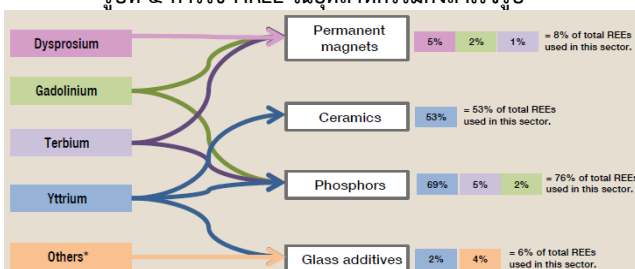 Dysprosium
Gadolinium
Terbium
Yttrium
Others*
Permanent
magnets
5% 2% 1%
= 8% of total REEs
used in this sector.
Ceramics
53%
= 53% of total REEs
used in this sector.
Phosphors
69% 5% 2%
= 76% of total REEs
used in this sector.
Glass additives
2% 4%
= 6% of total REEs
used in this sector.